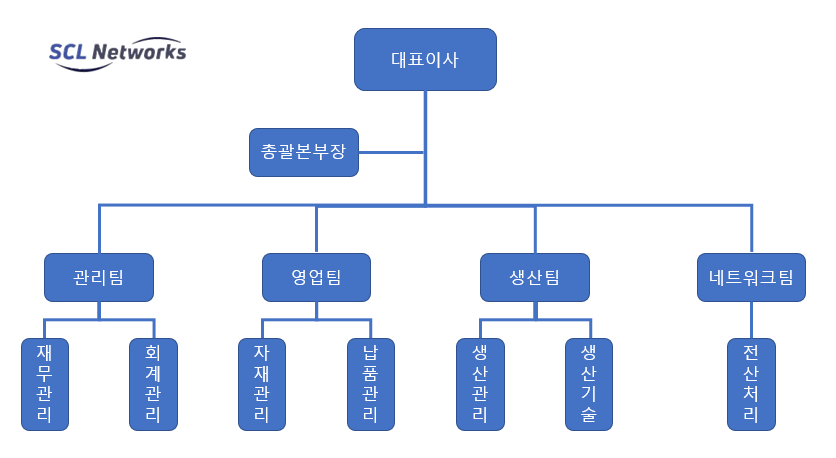 SCL Networks
대표이사
총괄본부장
관리팀
영업팀
생산팀
네트워크팀
재무관리
회계관리
자재관리
납품관리
생산관리
생산기술
전산처리